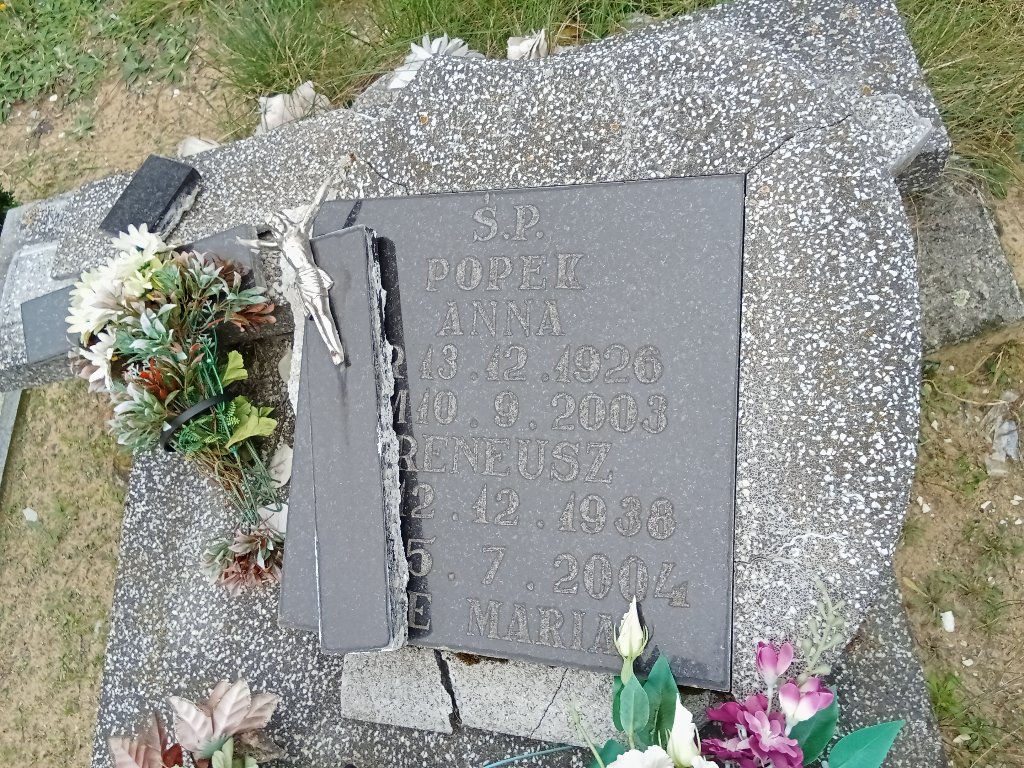 Ś.P.
POPEK
ANNA
13.12.1926
10.9.2003
RENEUSZ
2.12.1938
5.7.2004
E MARIA